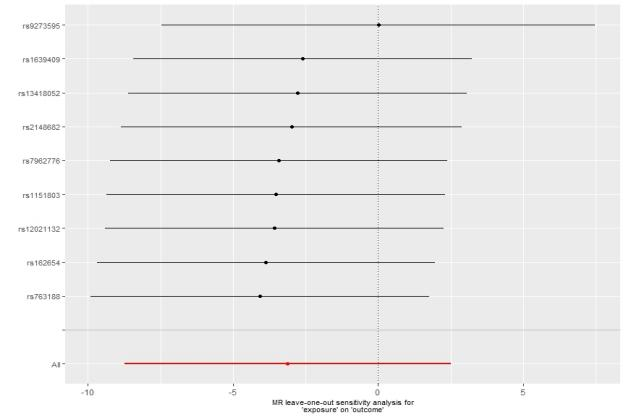 rs9273595
rs1639409
rs13418052
rs2148682
rs7962776
rs1151803
rs12021132
rs162654
rs763188
All
-10 -5 0 5
MR leave-one-out sensitivity analysis for
'exposure' on 'outcome'